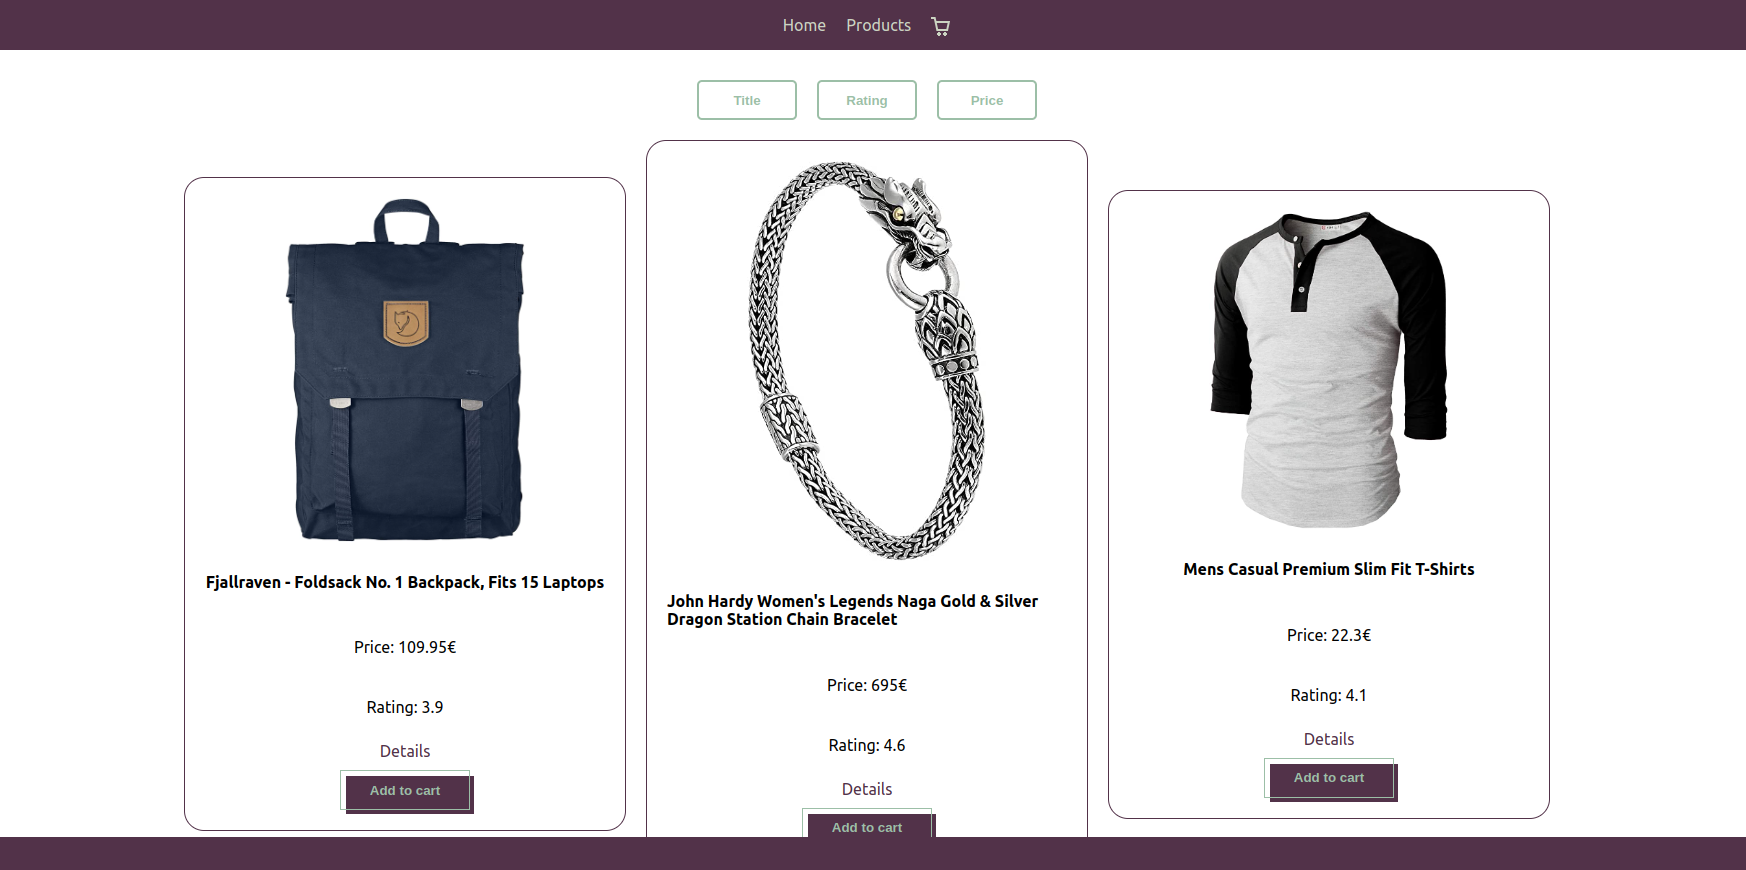 Home Products
Title Rating Price
Fjallraven - Foldsack No. 1 Backpack, Fits 15 Laptops
Price: 109.95€
Rating: 3.9
Details
Add to cart
John Hardy Women's Legends Naga Gold & Silver
Dragon Station Chain Bracelet
Price: 695€
Rating: 4.6
Details
Add to cart
Mens Casual Premium Slim Fit T-Shirts
Price: 22.3€
Rating: 4.1
Details
Add to cart